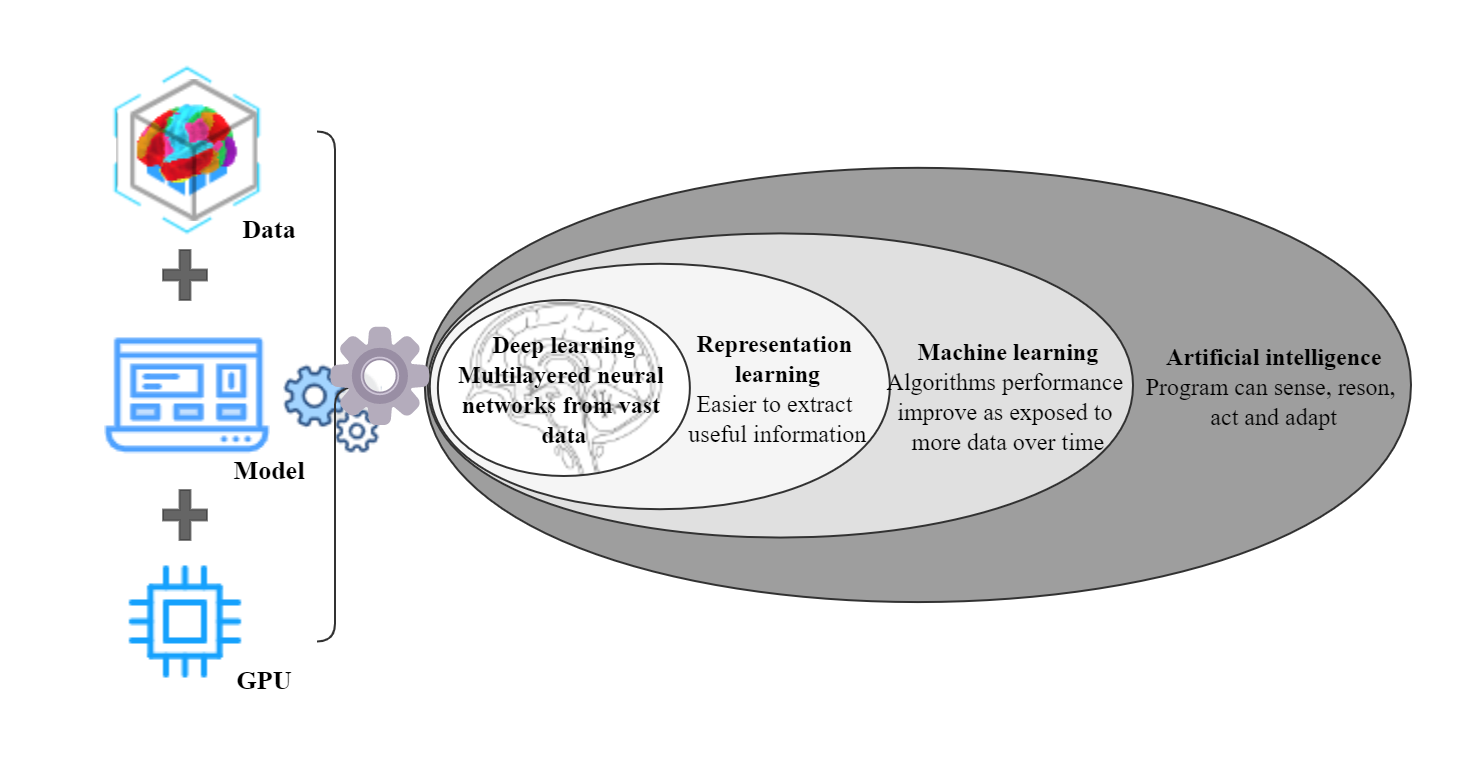 Data
Model
GPU
Deep learning
Multilayered neural
networks from vast
data
Representation
learning
Easier to extract
useful information
Machine learning
Algorithms performance
improve as exposed to
more data over time
Artificial intelligence
Program can sense, reson,
act and adapt